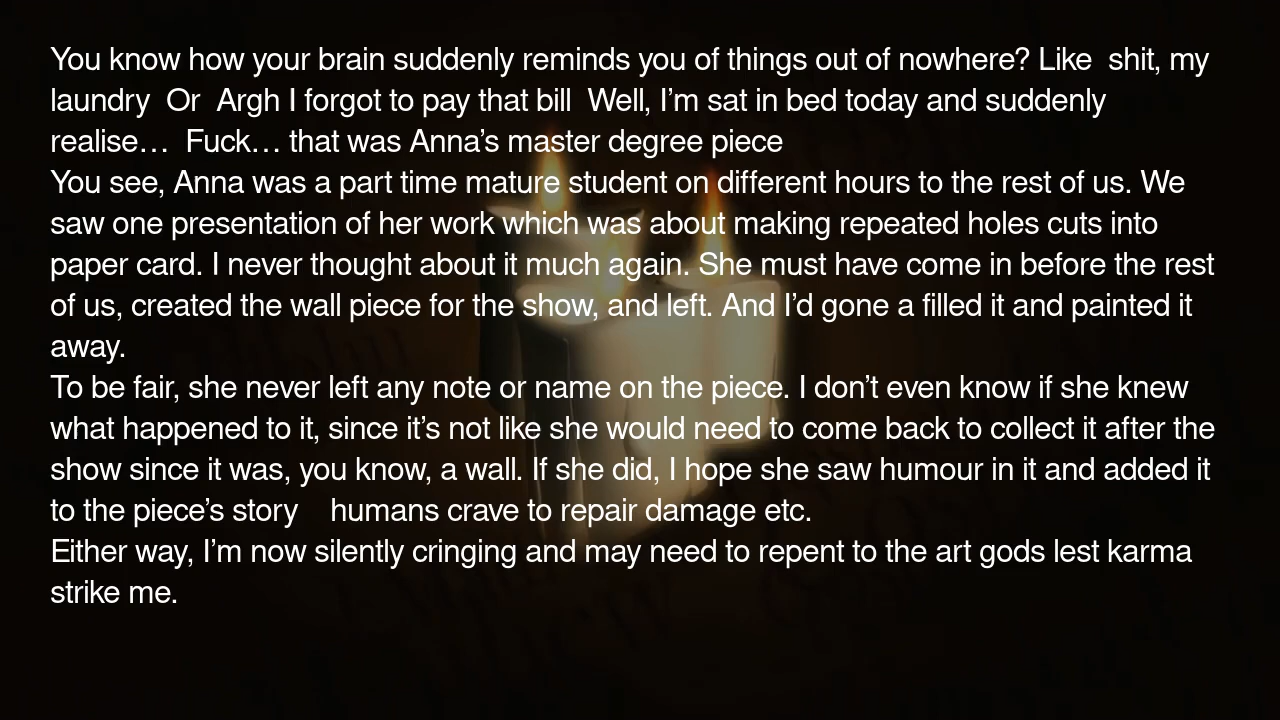 You know how your brain suddenly reminds you of things out of nowhere? Like  shit, my
laundry  Or  Argh I forgot to pay that bill  Well, I’m sat in bed today and suddenly
realise…  Fuck… that was Anna’s master degree piece
You see, Anna was a part time mature student on different hours to the rest of us. We
saw one presentation of her work which was about making repeated holes cuts into
paper card. I never thought about it much again. She must have come in before the rest
of us, created the wall piece for the show, and left. And I’d gone a filled it and painted it
away.
To be fair, she never left any note or name on the piece. I don’t even know if she knew
what happened to it, since it’s not like she would need to come back to collect it after the
show since it was, you know, a wall. If she did, I hope she saw humour in it and added it
to the piece’s story    humans crave to repair damage etc.
Either way, I’m now silently cringing and may need to repent to the art gods lest karma
strike me.